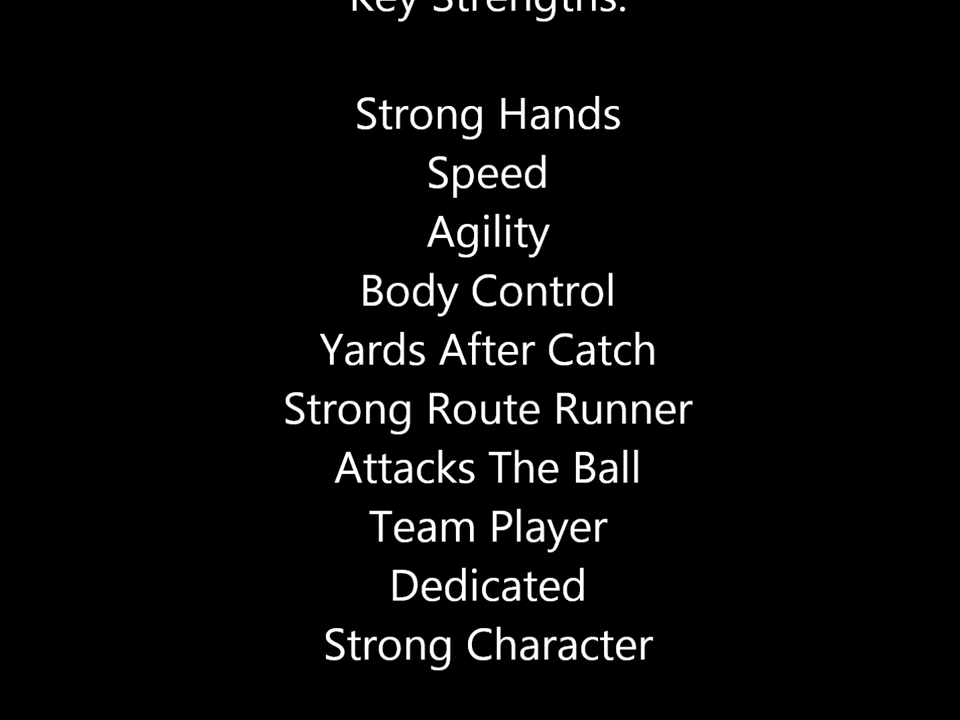 Key Strengths:
Strong Hands
Speed
Agility
Body Control
Yards After Catch
Strong Route Runner
Attacks The Ball
Team Player
Dedicated
Strong Character